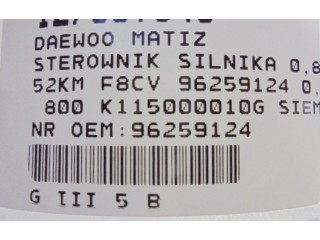 DAEWOO MATIZ
STEROWNIK SILNIKA 0,8
52KM F8CV 96259124 0.
800 K115000010G SIEM
NR OEM:96259124
G III 5 B